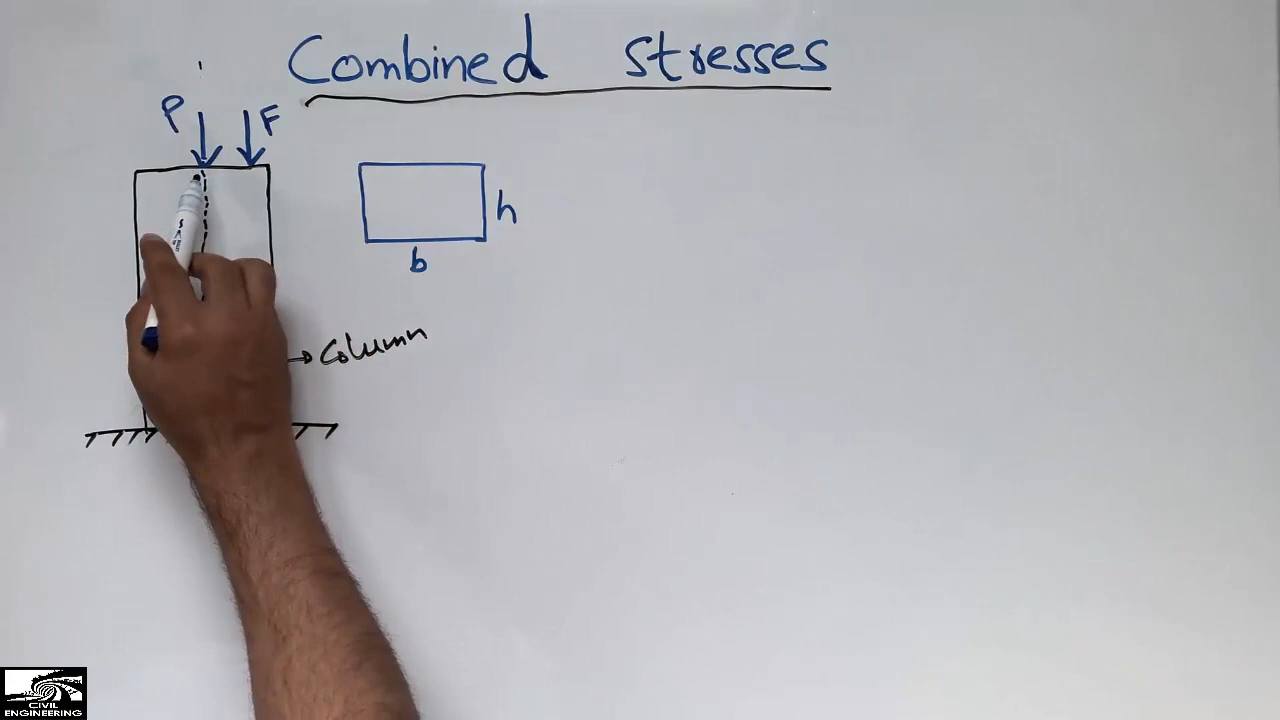 Combined stresses
P F
h
b
→ Column
CIVIL
ENGINEERING